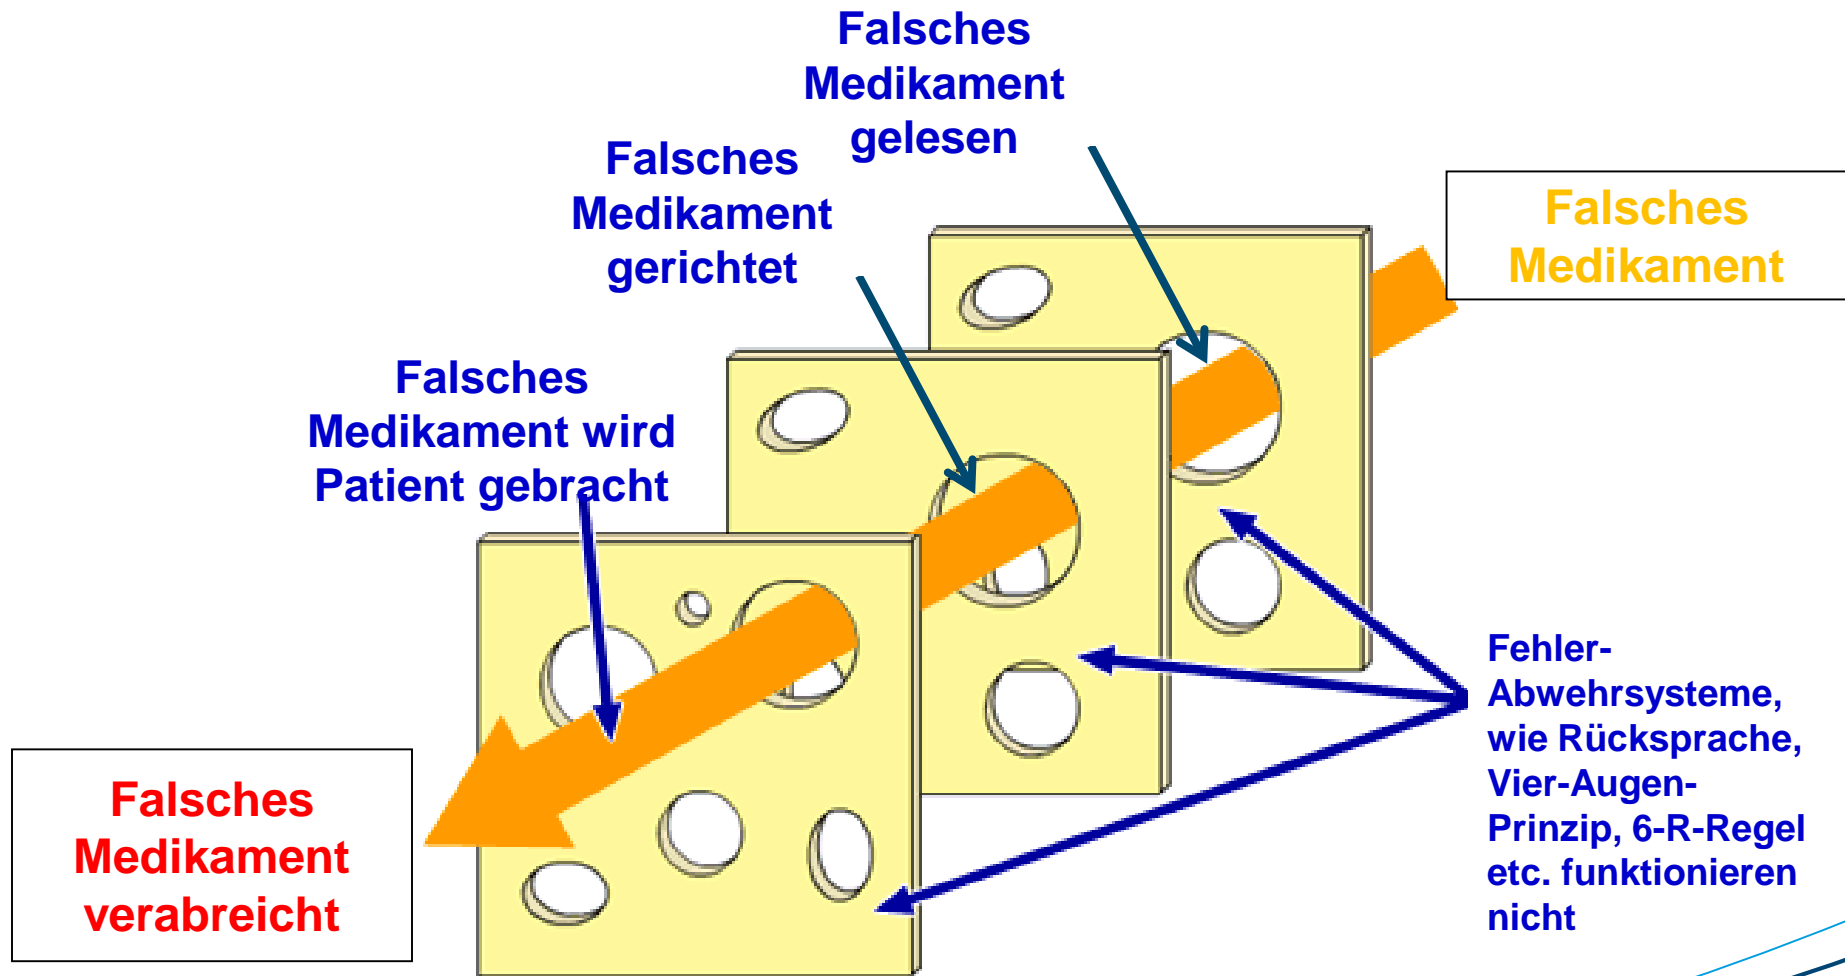 Falsches
Medikament
gelesen
Falsches
Medikament
gerichtet
Falsches
Medikament
Falsches
Medikament wird
Patient gebracht
Fehler-
Abwehrsysteme,
wie Rücksprache,
Vier-Augen-
Prinzip, 6-R-Regel
etc. funktionieren
nicht
Falsches
Medikament
verabreicht